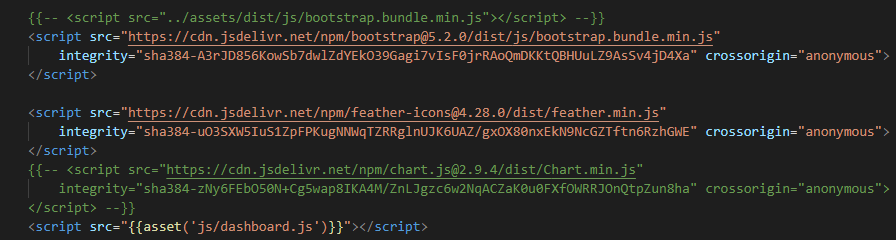 {{-- <script src="../assets/dist/js/bootstrap.bundle.min.js"></script> --}}
<script src="https://cdn.jsdelivr.net/npm/bootstrap@5.2.0/dist/js/bootstrap.bundle.min.js"
integrity="sha384-A3rJD856KowSb7dwlZdYEkO39Gagi7vIsF0jrRAoQmDKKtQBHUuLZ9AsSv4jD4Xa" crossorigin="anonymous">
</script>
<script src="https://cdn.jsdelivr.net/npm/feather-icons@4.28.0/dist/feather.min.js"
integrity="sha384-uO3SXW5IuS1ZpFPKugNNWqTZRRglnUJK6UAZ/gxOX80nxEkN9NcGZTftn6RzhGWE" crossorigin="anonymous">
</script>
{{-- <script src="https://cdn.jsdelivr.net/npm/chart.js@2.9.4/dist/Chart.min.js"
integrity="sha384-zNy6FEbO50N+Cg5wap8IKA4M/ZnLJgzc6w2NqACZaK0u0FXfOWRRJOnQtpZun8ha" crossorigin="anonymous">
</script> --}}
<script src="{{asset('js/dashboard.js')}}"></script>